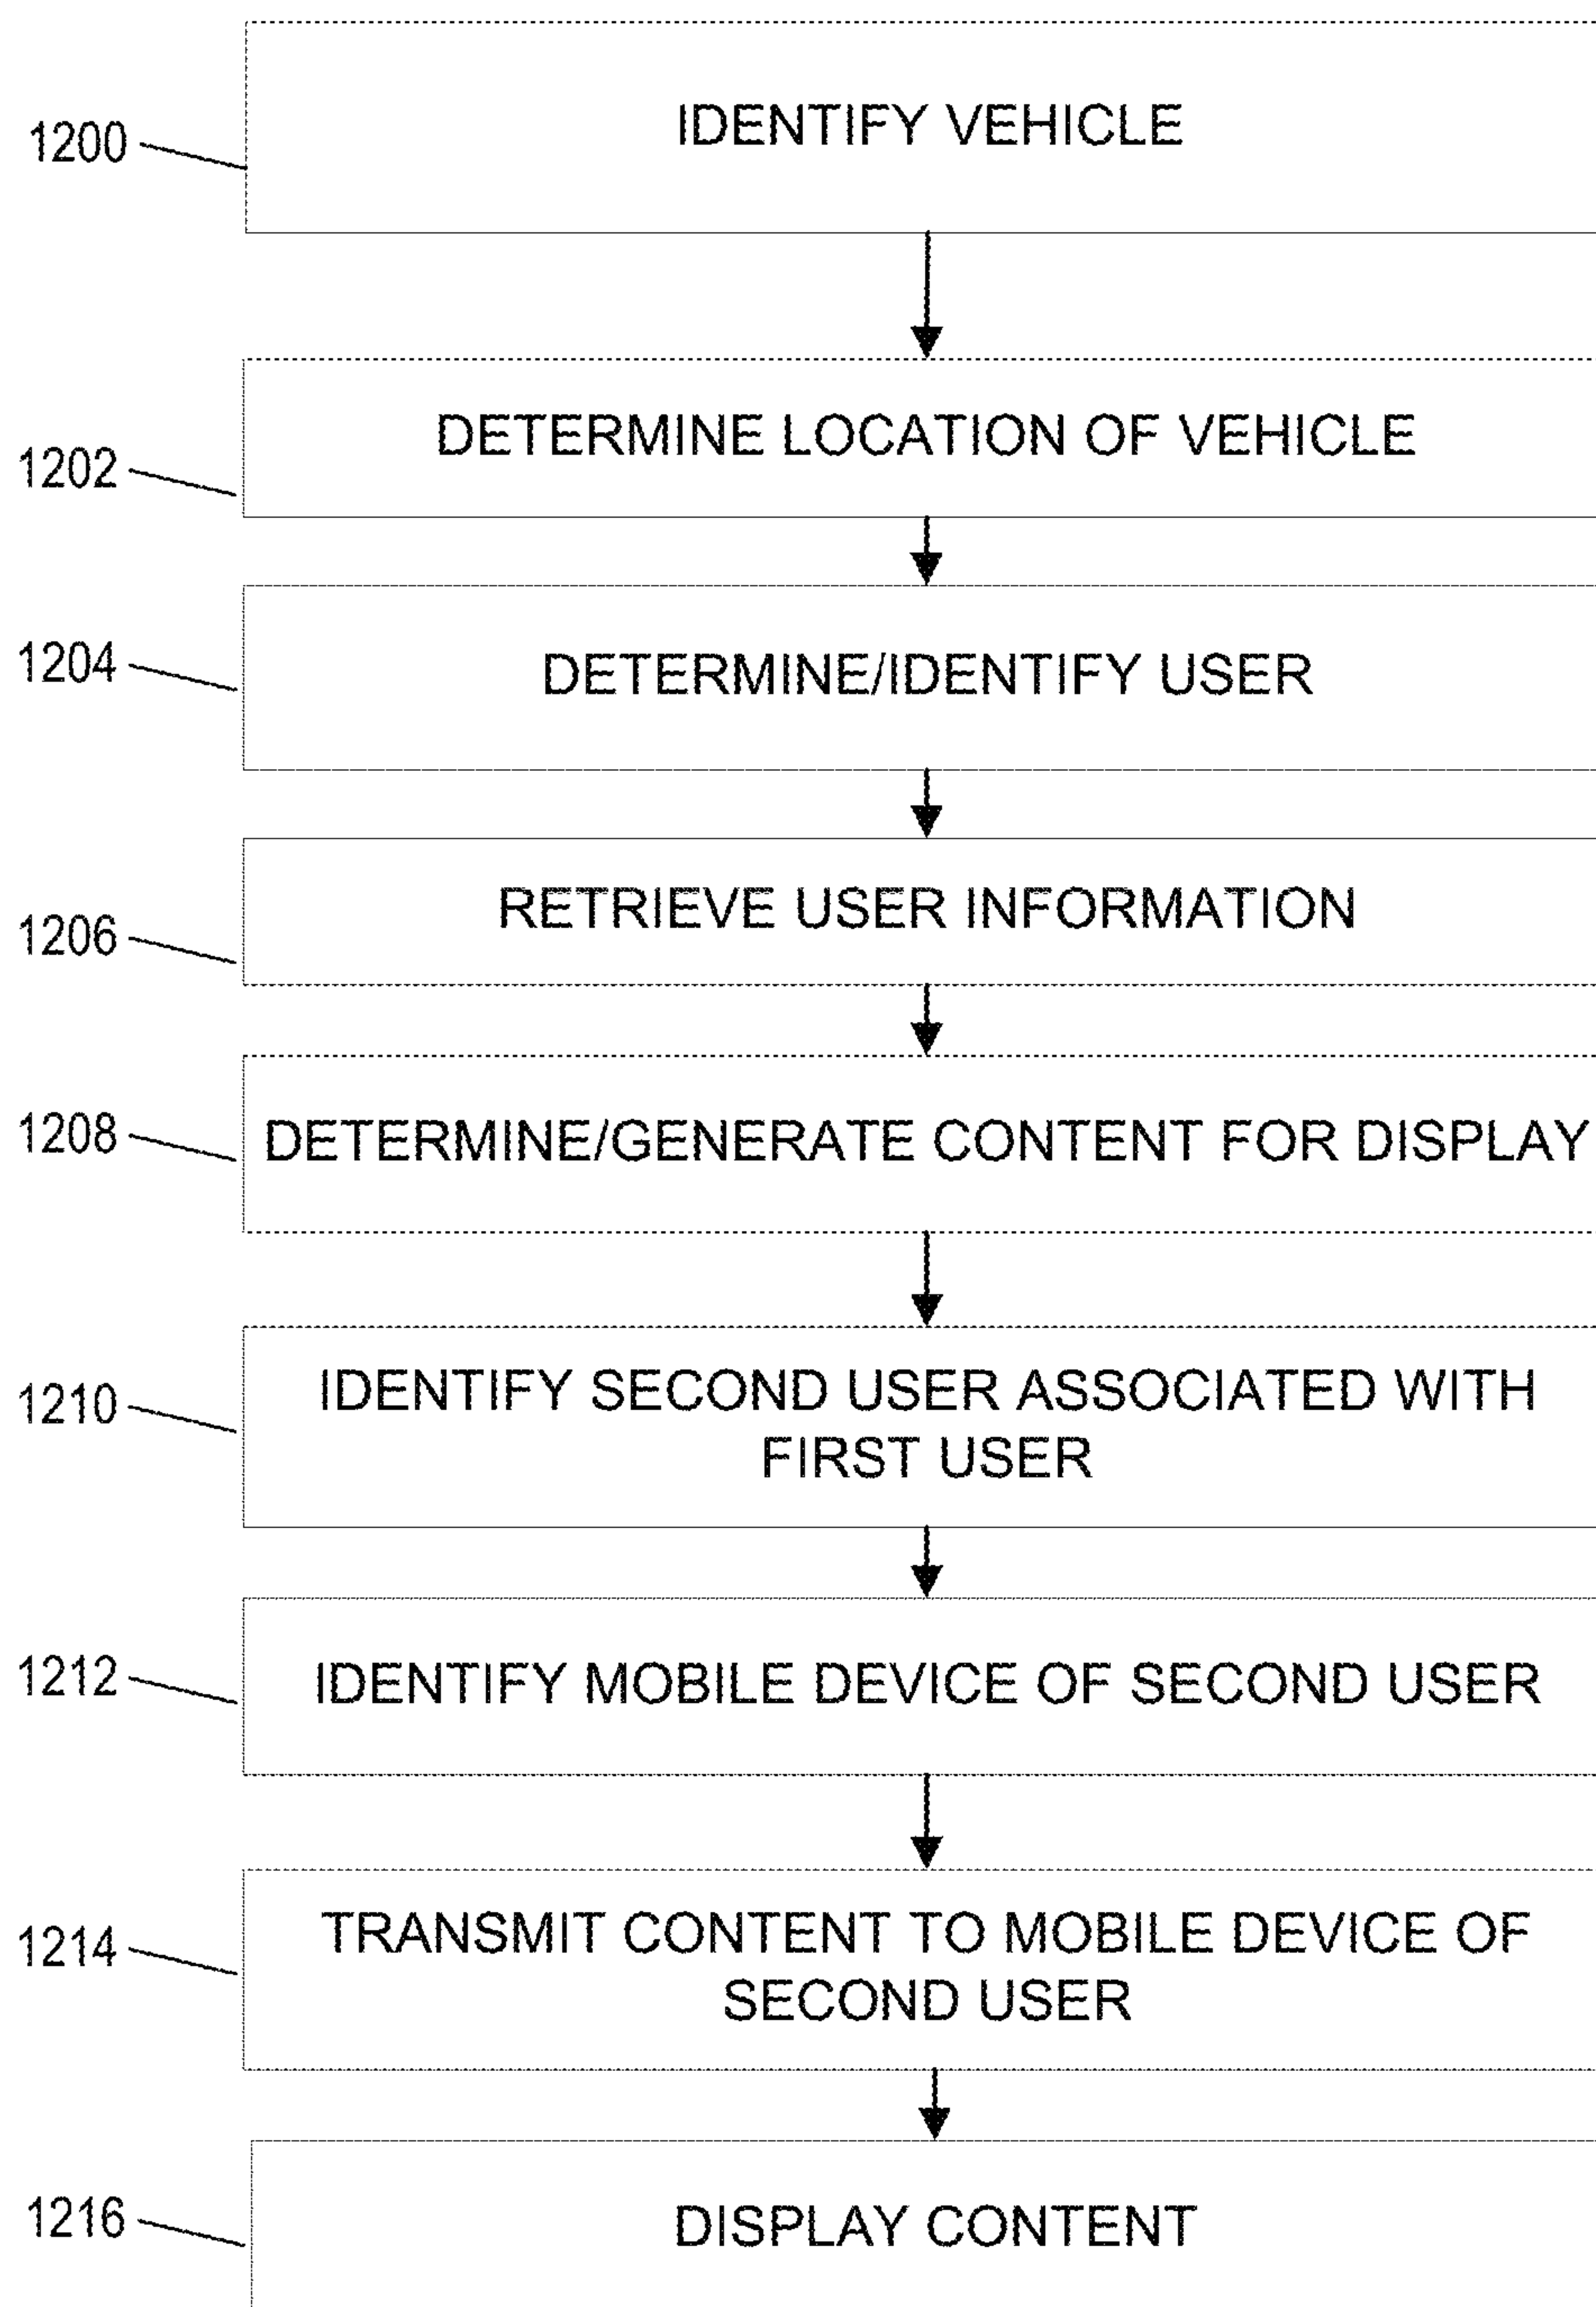 1200
IDENTIFY VEHICLE
1202
DETERMINE LOCATION OF VEHICLE
1204
DETERMINE/IDENTIFY USER
1206
RETRIEVE USER INFORMATION
1208
DETERMINE/GENERATE CONTENT FOR DISPLAY
1210
IDENTIFY SECOND USER ASSOCIATED WITH
FIRST USER
1212
IDENTIFY MOBILE DEVICE OF SECOND USER
1214
TRANSMIT CONTENT TO MOBILE DEVICE OF
SECOND USER
1216
DISPLAY CONTENT